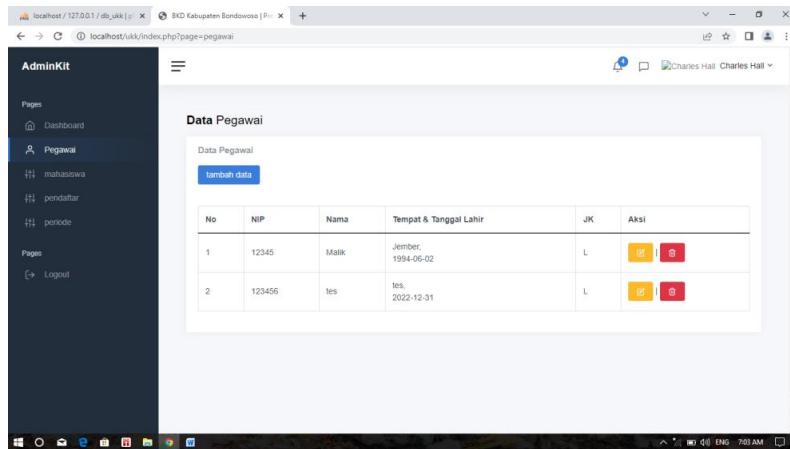 localhost / 127.0.0.1 / db_ukk | p
BKD Kabupaten Bondowoso | Pe
localhost/ukk/index.php?page=pegawai
AdminKit
4
Charles Hall Charles Hall
Pages
Dashboard
Pegawai
mahasiswa
pendaftar
periode
Pages
Logout
Data Pegawai
Data Pegawai
tambah data
No NIP Nama Tempat & Tanggal Lahir JK Aksi
1 12345 Malik Jember, L |
1994-06-02
2 123456 tes tes, L |
2022-12-31
ENG 7:03 AM